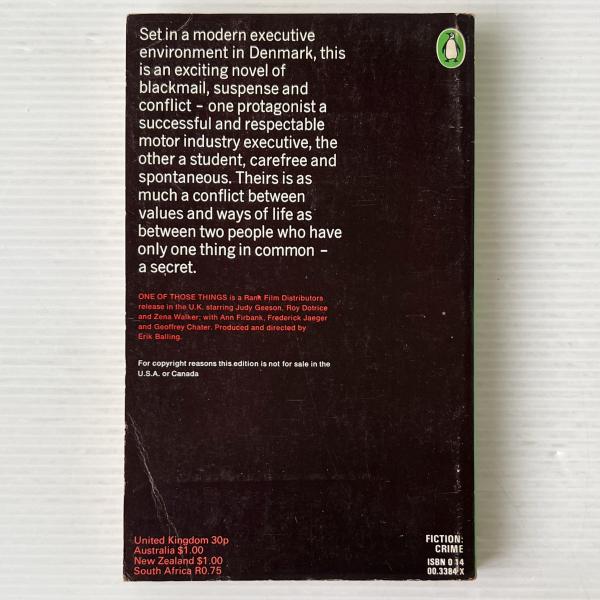 Set in a modern executive
environment in Denmark, this
is an exciting novel of
blackmail, suspense and
conflict – one protagonist a
successful and respectable
motor industry executive, the
other a student, carefree and
spontaneous. Theirs is as
much a conflict between
values and ways of life as
between two people who have
only one thing in common –
a secret.
ONE OF THOSE THINGS is a Rank Film Distributors
release in the U.K. starring Judy Geeson, Roy Dotrice
and Zena Walker; with Ann Firbank, Frederick Jaeger
and Geoffrey Chater. Produced and directed by
Erik Balling.
For copyright reasons this edition is not for sale in the
U.S.A. or Canada
United Kingdom 30p
Australia $1.00
New Zealand $1.00
South Africa R0.75
FICTION:
CRIME
ISBN 0 14
00.3384 X